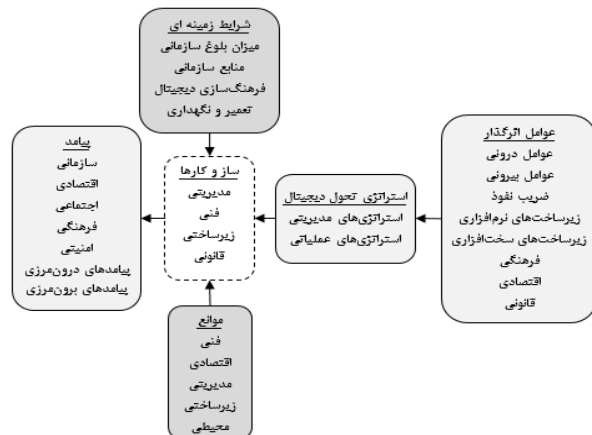 شرایط زمینه ای
میزان بلوغ سازمانی
منابع سازمانی
فرهنگ‌سازی دیجیتال
تعمیر و نگهداری
عوامل اثرگذار
عوامل درونی
عوامل بیرونی
ضریب نفوذ
زیرساخت‌های نرم‌افزاری
زیرساخت‌های سخت‌افزاری
فرهنگی
اقتصادی
قانونی
استراتژی تحول دیجیتال
استراتژی‌های مدیریتی
استراتژی‌های عملیاتی
ساز و کارها
مدیریتی
فنی
زیرساختی
قانونی
پیامد
سازمانی
اقتصادی
اجتماعی
فرهنگی
امنیتی
پیامدهای درون‌مرزی
پیامدهای برون‌مرزی
موانع
فنی
اقتصادی
مدیریتی
زیرساختی
محیطی